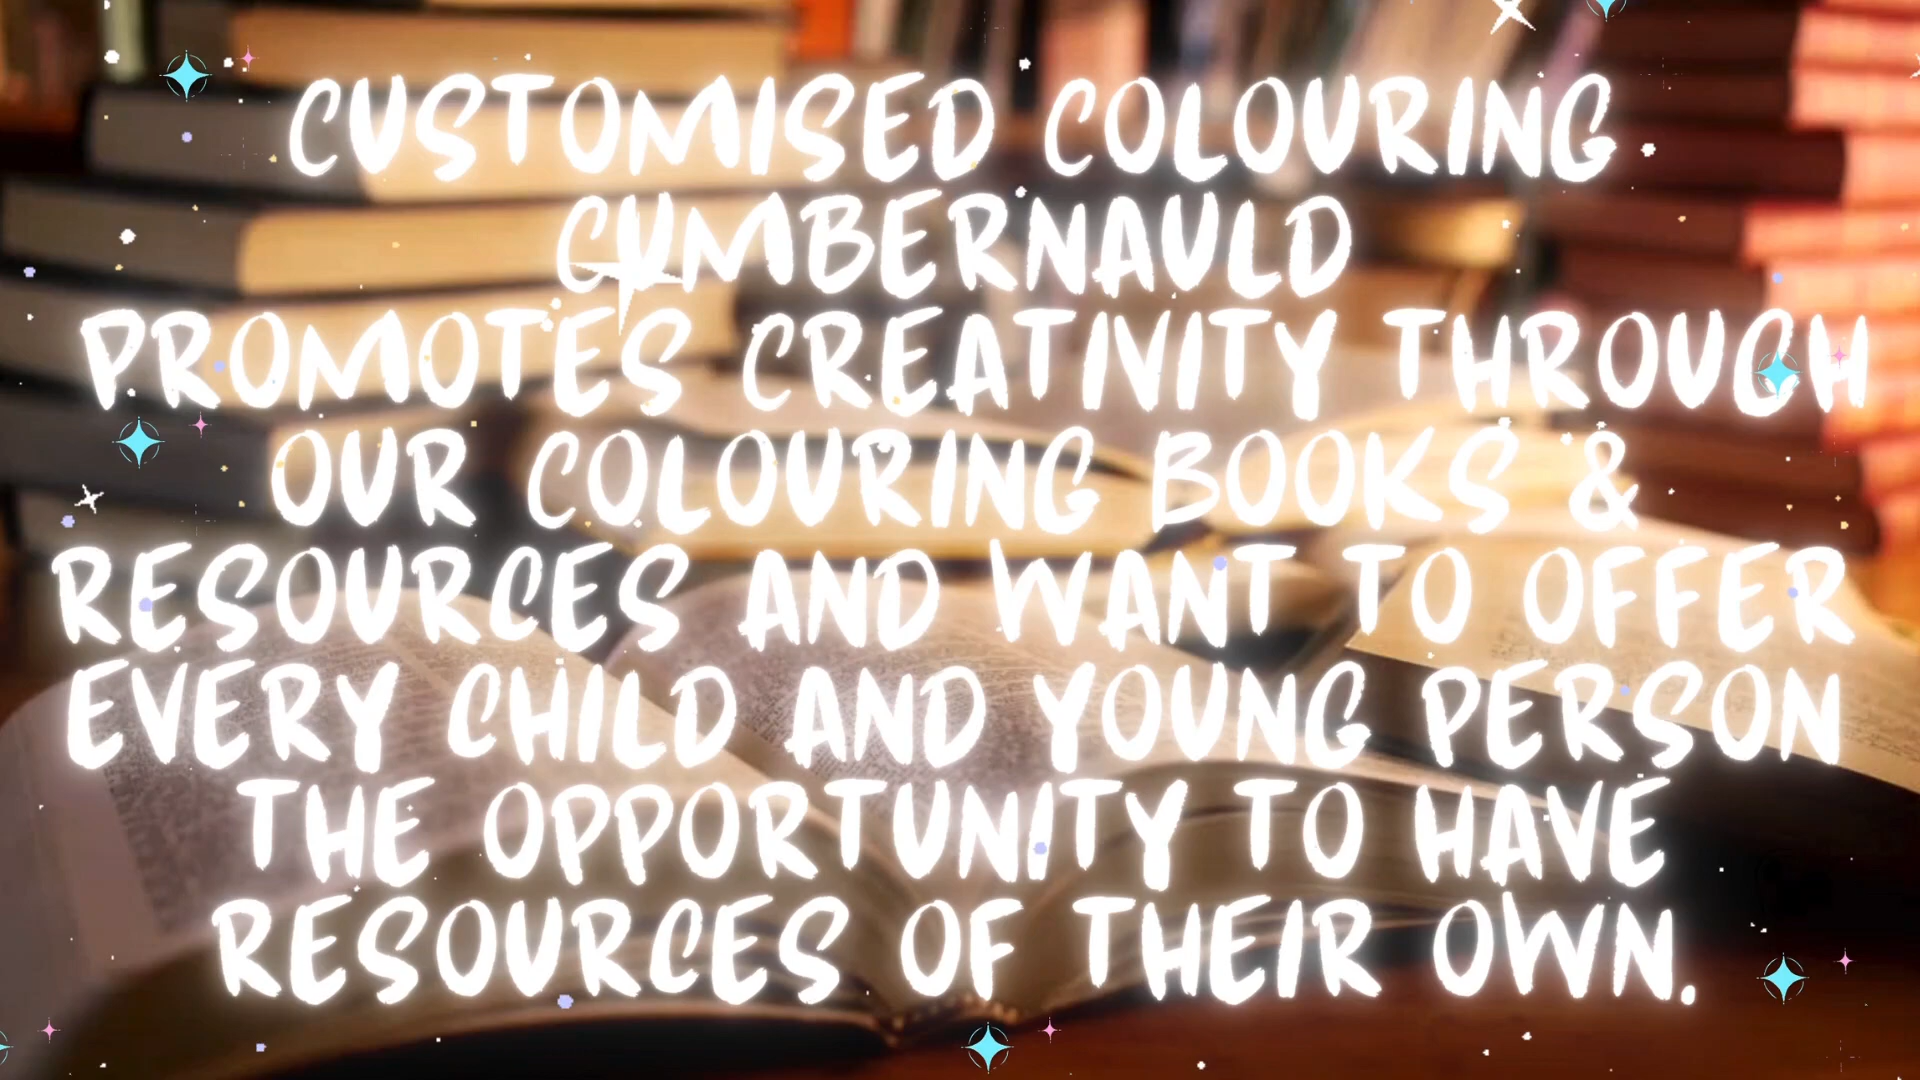 CUSTOMISED COLOURING
CUMBERNAULD
PROMOTES CREATIVITY THROUGH
OUR COLOURING BOOKS &
RESOURCES AND WANT TO OFFER
EVERY CHILD AND YOUNG PERSON
THE OPPORTUNITY TO HAVE
RESOURCES OF THEIR OWN.